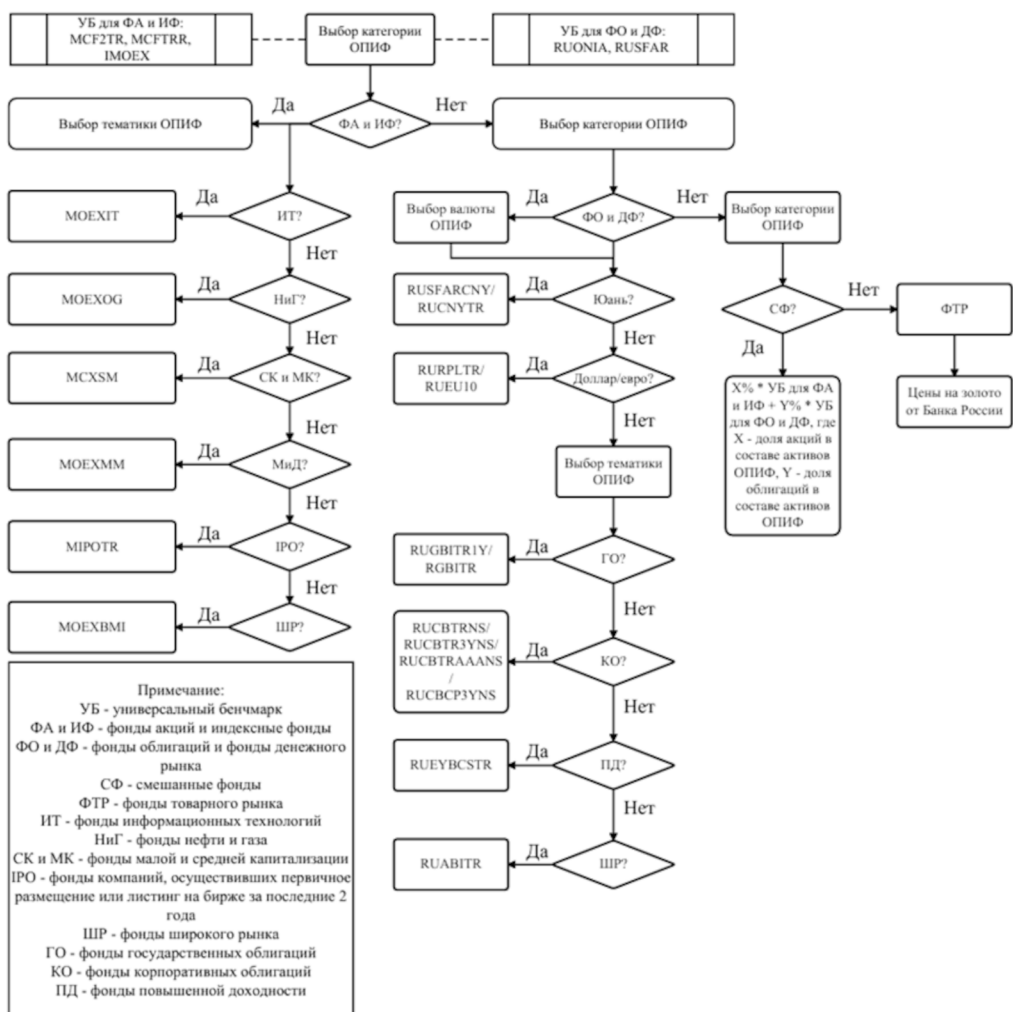 УБ для ФА и ИФ:
MCF2TR, MCFTRR,
IMOEX
Выбор категории
ОПИФ
УБ для ФО и ДФ:
RUONIA, RUSFAR
Да
Нет
Выбор тематики ОПИФ
ФА и ИФ?
Выбор категории ОПИФ
MOEXIT
Да
ИТ?
Нет
MOEXOG
Да
НиГ?
Нет
MCXSM
Да
СК и МК?
Нет
MOEXMM
Да
МиД?
Нет
MIPOTR
Да
IPO?
Нет
MOEXBMI
Да
ШР?
Выбор валюты
ОПИФ
Да
ФО и ДФ?
Нет
Выбор категории
ОПИФ
RUSFARCNY/
RUCNYTR
Да
Юань?
Нет
RURPLTR/
RUEU10
Да
Доллар/евро?
Нет
Выбор тематики
ОПИФ
RUGBITR1Y/
RGBITR
Да
ГО?
Нет
RUCBTRNS/
RUCBTR3YNS/
RUCBTRAAANS
/
RUCBCP3YNS
Да
КО?
Нет
RUEYBCSTR
Да
ПД?
Нет
RUABITR
Да
ШР?
СФ?
Нет
ФТР
Да
X% * УБ для ФА
и ИФ + Y% * УБ
для ФО и ДФ, где
X - доля акций в
составе активов
ОПИФ, Y - доля
облигаций в
составе активов
ОПИФ
Цены на золото
от Банка России
Примечание:
УБ - универсальный бенчмарк
ФА и ИФ - фонды акций и индексные фонды
ФО и ДФ - фонды облигаций и фонды денежного
рынка
СФ - смешанные фонды
ФТР - фонды товарного рынка
ИТ - фонды информационных технологий
НиГ - фонды нефти и газа
СК и МК - фонды малой и средней капитализации
IPO - фонды компаний, осуществивших первичное
размещение или листинг на бирже за последние 2
года
ШР - фонды широкого рынка
ГО - фонды государственных облигаций
КО - фонды корпоративных облигаций
ПД - фонды повышенной доходности